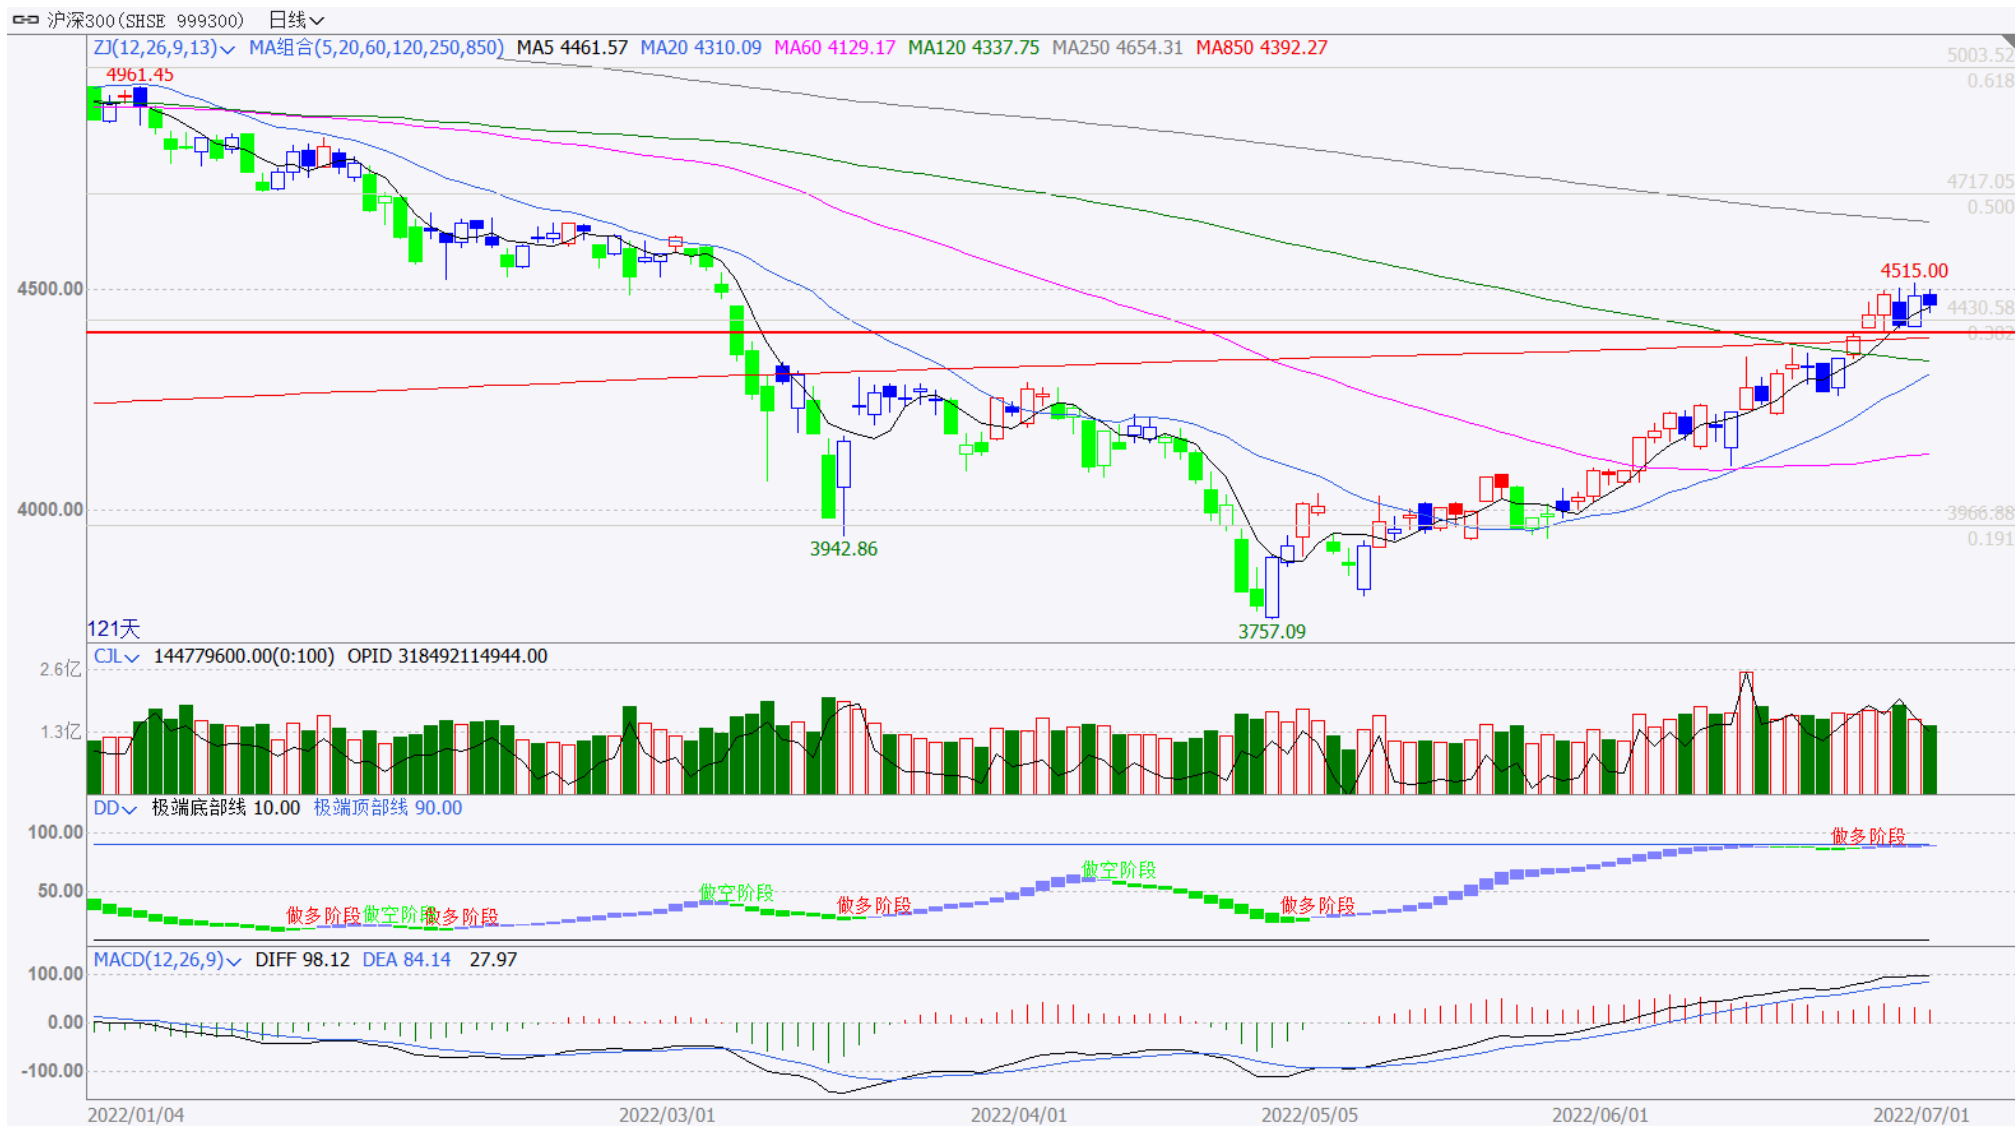 沪深300(SHSE 999300) 日线
ZJ(12,26,9,13) MA组合(5,20,60,120,250,850) MA5 4461.57 MA20 4310.09 MA60 4129.17 MA120 4337.75 MA250 4654.31 MA850 4392.27
5003.52
4961.45
0.618
4717.05
0.500
4515.00
4500.00
4430.58
0.382
4000.00
3966.88
0.191
3942.86
3757.09
121天
CJL 144779600.00(0:100) OPID 318492114944.00
2.6亿
1.3亿
DD 极端底部线 10.00 极端顶部线 90.00
100.00
做多阶段
做空阶段
50.00
做空阶段
做多阶段
做多阶段
做多阶段 做空阶段 做多阶段
MACD(12,26,9) DIFF 98.12 DEA 84.14 27.97
100.00
0.00
-100.00
2022/01/04 2022/03/01 2022/04/01 2022/05/05 2022/06/01 2022/07/01